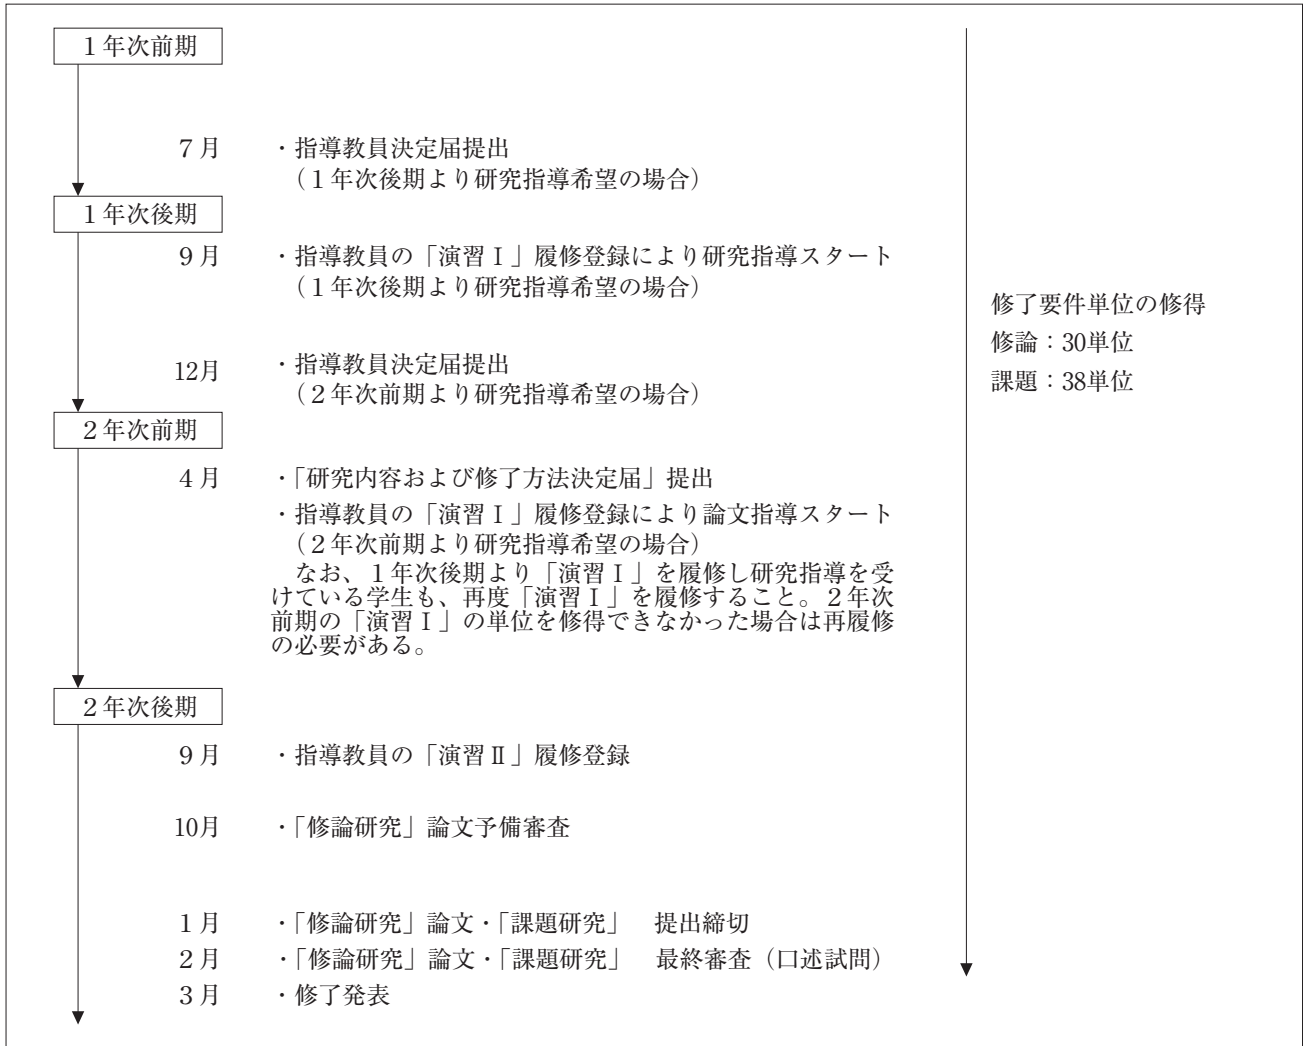 １年次前期
７月　・指導教員決定届提出
（１年次後期より研究指導希望の場合）
１年次後期
９月　・指導教員の「演習Ⅰ」履修登録により研究指導スタート
（１年次後期より研究指導希望の場合）
12月　・指導教員決定届提出
（２年次前期より研究指導希望の場合）
２年次前期
４月　・「研究内容および修了方法決定届」提出
・指導教員の「演習Ⅰ」履修登録により論文指導スタート
（２年次前期より研究指導希望の場合）
なお、１年次後期より「演習Ⅰ」を履修し研究指導を受
けている学生も、再度「演習Ⅰ」を履修すること。２年次
前期の「演習Ⅰ」の単位を修得できなかった場合は再履修
の必要がある。
２年次後期
９月　・指導教員の「演習Ⅱ」履修登録
10月　・「修論研究」論文予備審査
１月　・「修論研究」論文・「課題研究」　提出締切
２月　・「修論研究」論文・「課題研究」　最終審査（口述試問）
３月　・修了発表
修了要件単位の修得
修論：30単位
課題：38単位